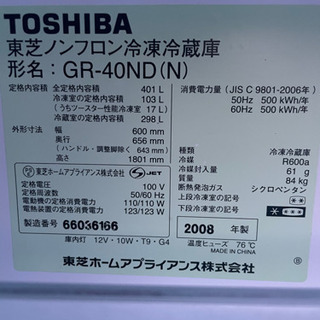 TOSHIBA
東芝ノンフロン冷凍冷蔵庫
形名：GR-40ND(N)
定格内容積 全定格内容積 401 L
冷凍室の定格内容積 103 L
（うちツースター冷凍室の定格内容積 17 L）
冷蔵室の定格内容積 298 L
外形寸法 幅 600 mm
奥行 656 mm
（ハンドル・調整脚除く 643 mm）
高さ 1801 mm
東芝ホームアプライアンス株式会社 JET
定格電圧 100 V
定格周波数 50/60 Hz
電動機の定格消費電力 110/110 W
電熱装置の定格消費電力 123/123 W
製造番号 66036166
庫内灯 12V・10W・T9・G4
消費電力量 (JIS C 9801-2006年)
50Hz 500 kWh/年
60Hz 500 kWh/年
種類 冷凍冷蔵庫
冷媒 R600a
冷媒封入量 61 g
質量 84 kg
断熱発泡ガス シクロペンタン
上段冷凍室の記号 **
下段冷凍室の記号 ***
2008 年製
温度ヒューズ 76℃
MADE IN CHINA
東芝ホームアプライアンス株式会社
B